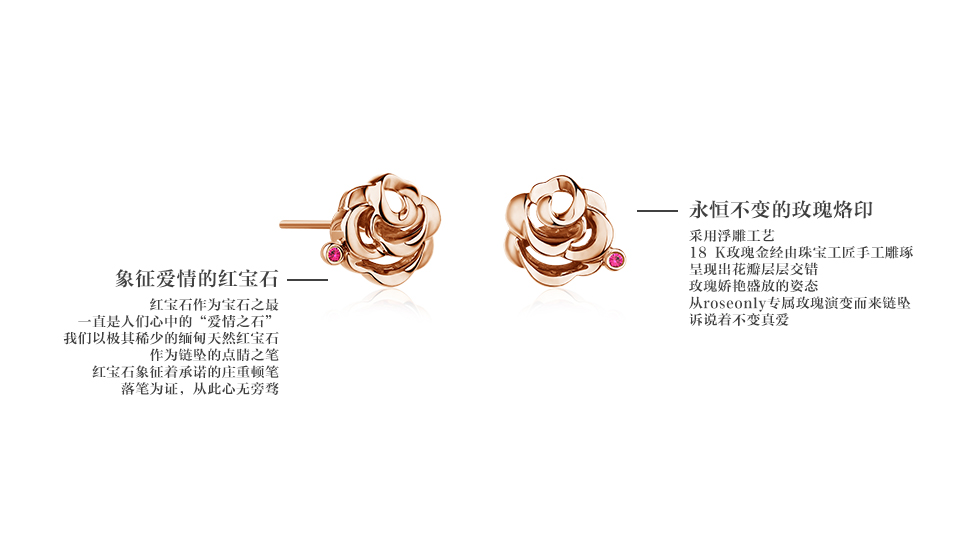 象征爱情的红宝石
红宝石作为宝石之最
一直是人们心中的“爱情之石”
我们以极其稀少的缅甸天然红宝石
作为链坠的点睛之笔
红宝石象征着承诺的庄重顿笔
落笔为证，从此心无旁骛
永恒不变的玫瑰烙印
采用浮雕工艺
18 K玫瑰金经由珠宝工匠手工雕琢
呈现出花瓣层层交错
玫瑰娇艳盛放的姿态
从roseonly专属玫瑰演变而来链坠
诉说着不变真爱